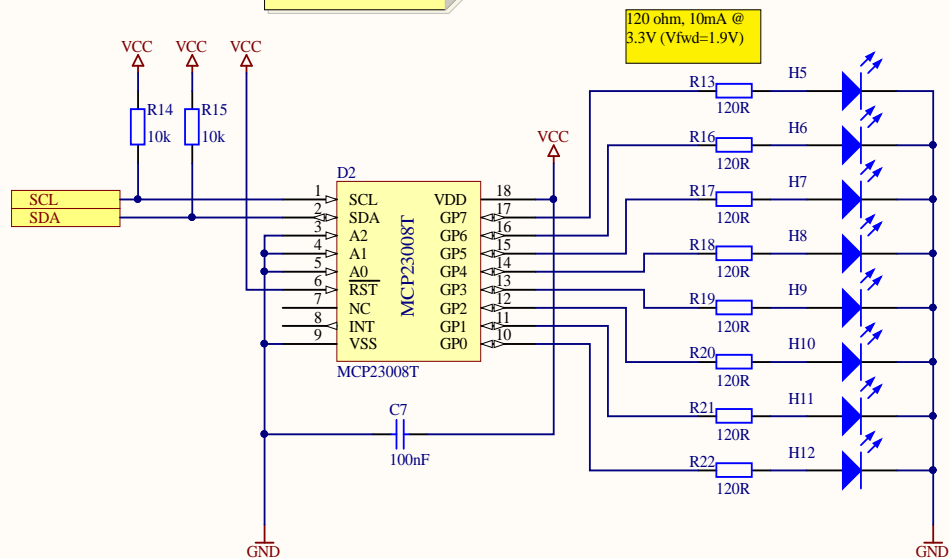 120 ohm, 10mA @
3.3V (Vfwd=1.9V)
VCC
VCC
VCC
R14
10k
R15
10k
SCL
SDA
D2
1
2
3
4
5
6
7
8
9
SCL
SDA
A2
A1
A0
RST
NC
INT
VSS
MCP23008T
VDD
GP7
GP6
GP5
GP4
GP3
GP2
GP1
GP0
18
17
16
15
14
13
12
11
10
MCP23008T
VCC
C7
100nF
GND
R13
120R
H5
R16
120R
H6
R17
120R
H7
R18
120R
H8
R19
120R
H9
R20
120R
H10
R21
120R
H11
R22
120R
H12
GND